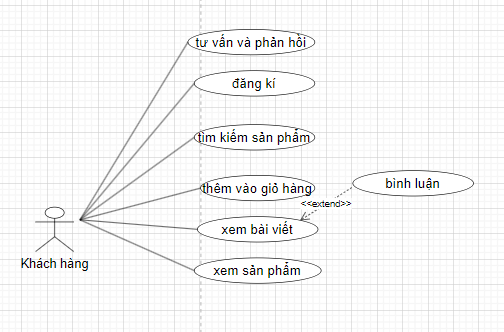 tư vấn và phản hồi
đăng kí
tìm kiếm sản phẩm
thêm vào giỏ hàng
bình luận
<<extend>>
xem bài viết
Khách hàng
xem sản phẩm